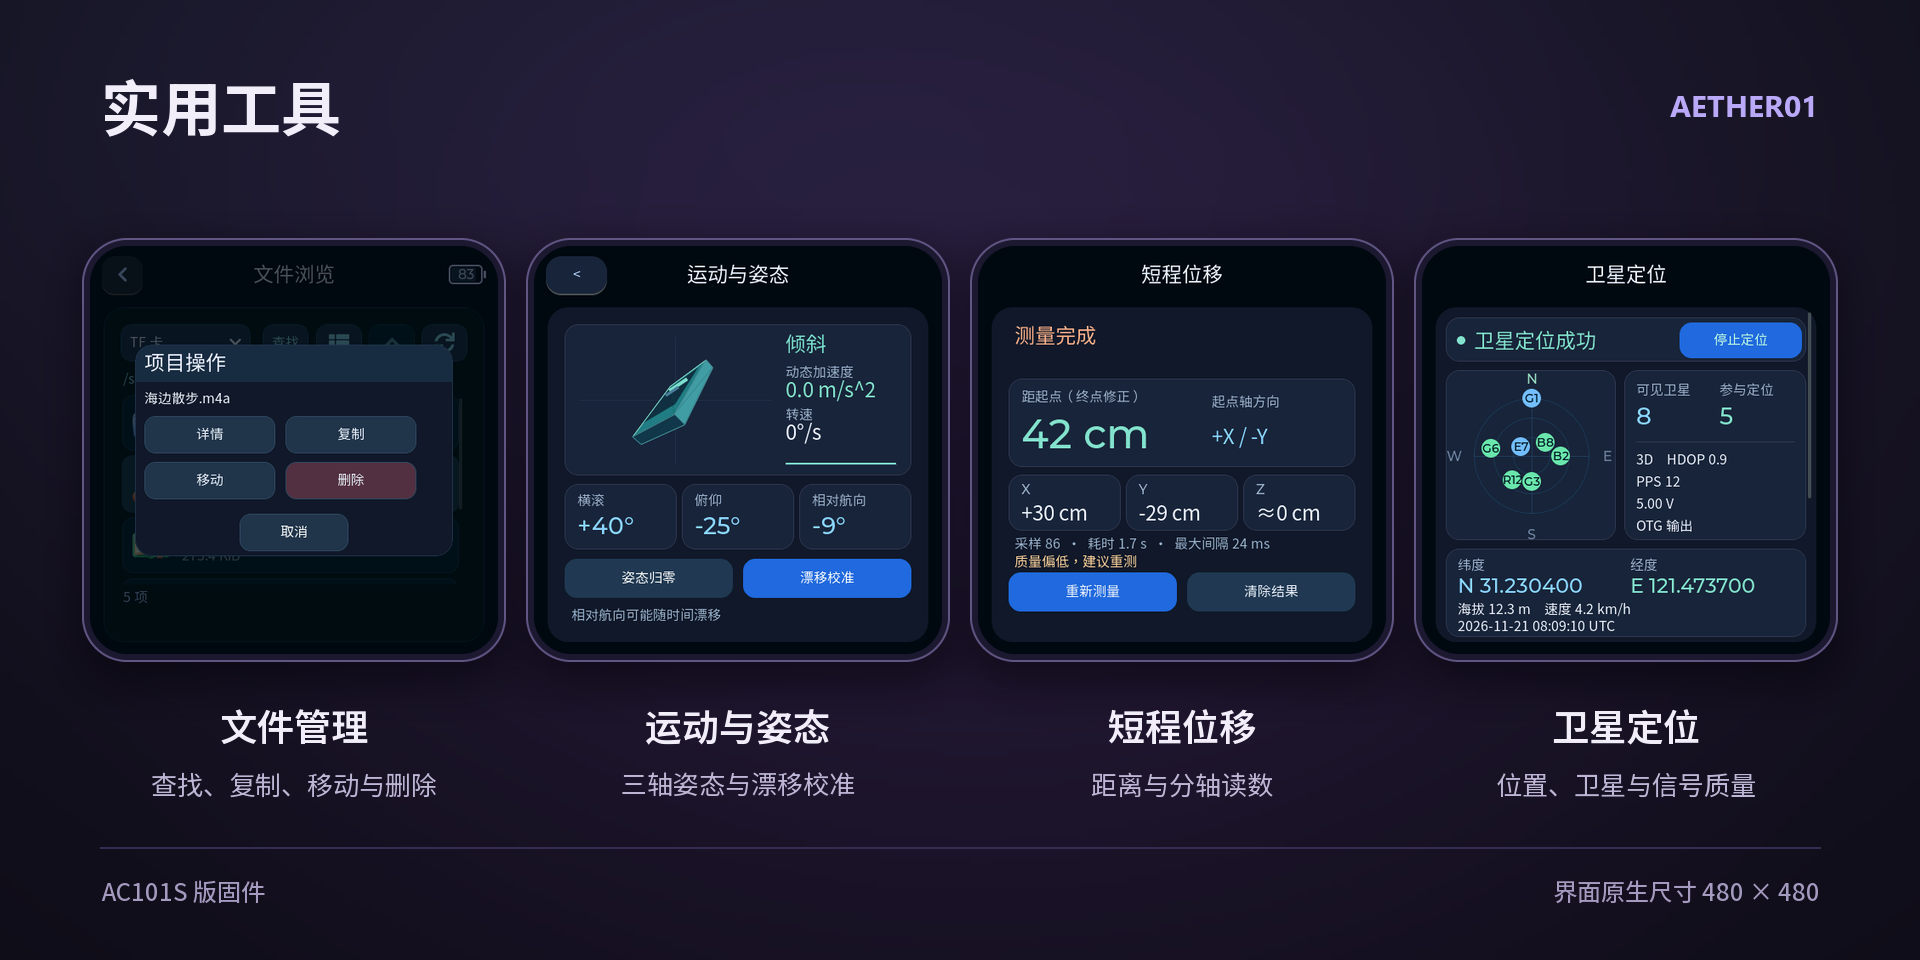 实用工具
AETHER01
文件浏览
83
TF 卡
查找
/s
项目操作
海边散步.m4a
详情
复制
移动
删除
取消
5 项
<
运动与姿态
倾斜
动态加速度
0.0 m/s^2
转速
0°/s
横滚
+40°
俯仰
-25°
相对航向
-9°
姿态归零
漂移校准
相对航向可能随时间漂移
短程位移
测量完成
距起点（终点修正）
42 cm
起点轴方向
+X / -Y
X
+30 cm
Y
-29 cm
Z
≈0 cm
采样 86 • 耗时 1.7 s • 最大间隔 24 ms
质量偏低，建议重测
重新测量
清除结果
卫星定位
卫星定位成功
停止定位
N
G1
G6
E7
B8
B2
W
E
R12
G3
S
可见卫星
8
参与定位
5
3D HDOP 0.9
PPS 12
5.00 V
OTG 输出
纬度
N 31.230400
经度
E 121.473700
海拔 12.3 m 速度 4.2 km/h
2026-11-21 08:09:10 UTC
文件管理
查找、复制、移动与删除
运动与姿态
三轴姿态与漂移校准
短程位移
距离与分轴读数
卫星定位
位置、卫星与信号质量
AC101S 版固件
界面原生尺寸 480 × 480